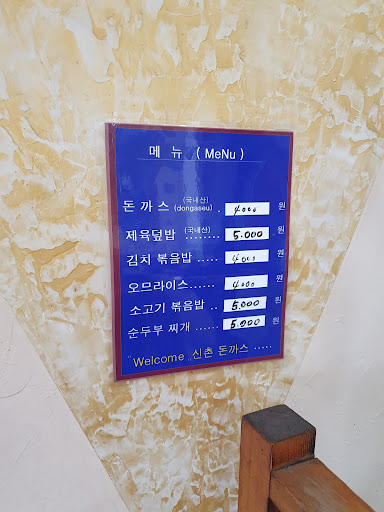 메 뉴 ( MeNu )
돈 까 스 (국내산) (dongaseu) . 4000 원
제육덮밥 (국내산) ........ 5.000 원
김치 볶음밥 ..... 4000 원
오므라이스...... 4000 원
소고기 볶음밥 .. 5.000 원
순두부 찌개 ..... 5.000 원
"Welcome „신촌 돈까스 .....